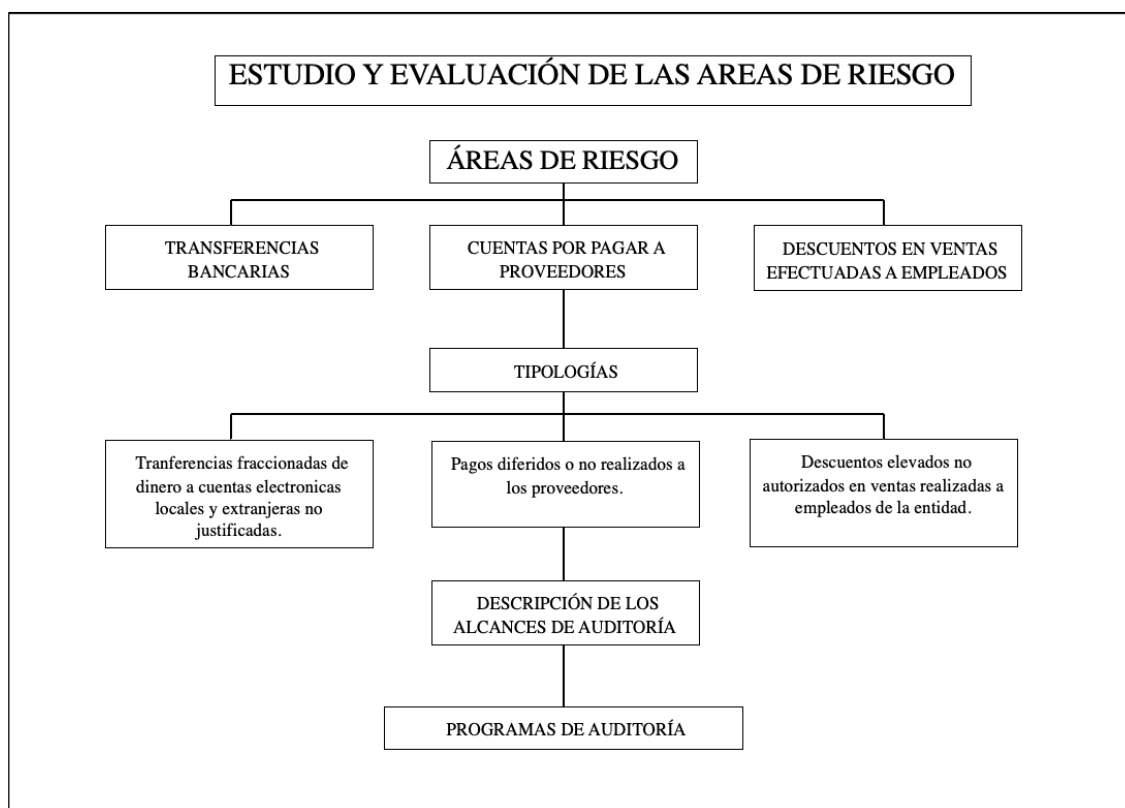 ESTUDIO Y EVALUACIÓN DE LAS AREAS DE RIESGO
ÁREAS DE RIESGO
TRANSFERENCIAS
BANCARIAS
CUENTAS POR PAGAR A
PROVEEDORES
DESCUENTOS EN VENTAS
EFECTUADAS A EMPLEADOS
TIPOLOGÍAS
Tranferencias fraccionadas de
dinero a cuentas electronicas
locales y extranjeras no
justificadas.
Pagos diferidos o no realizados a
los proveedores.
Descuentos elevados no
autorizados en ventas realizadas a
empleados de la entidad.
DESCRIPCIÓN DE LOS
ALCANCES DE AUDITORÍA
PROGRAMAS DE AUDITORÍA